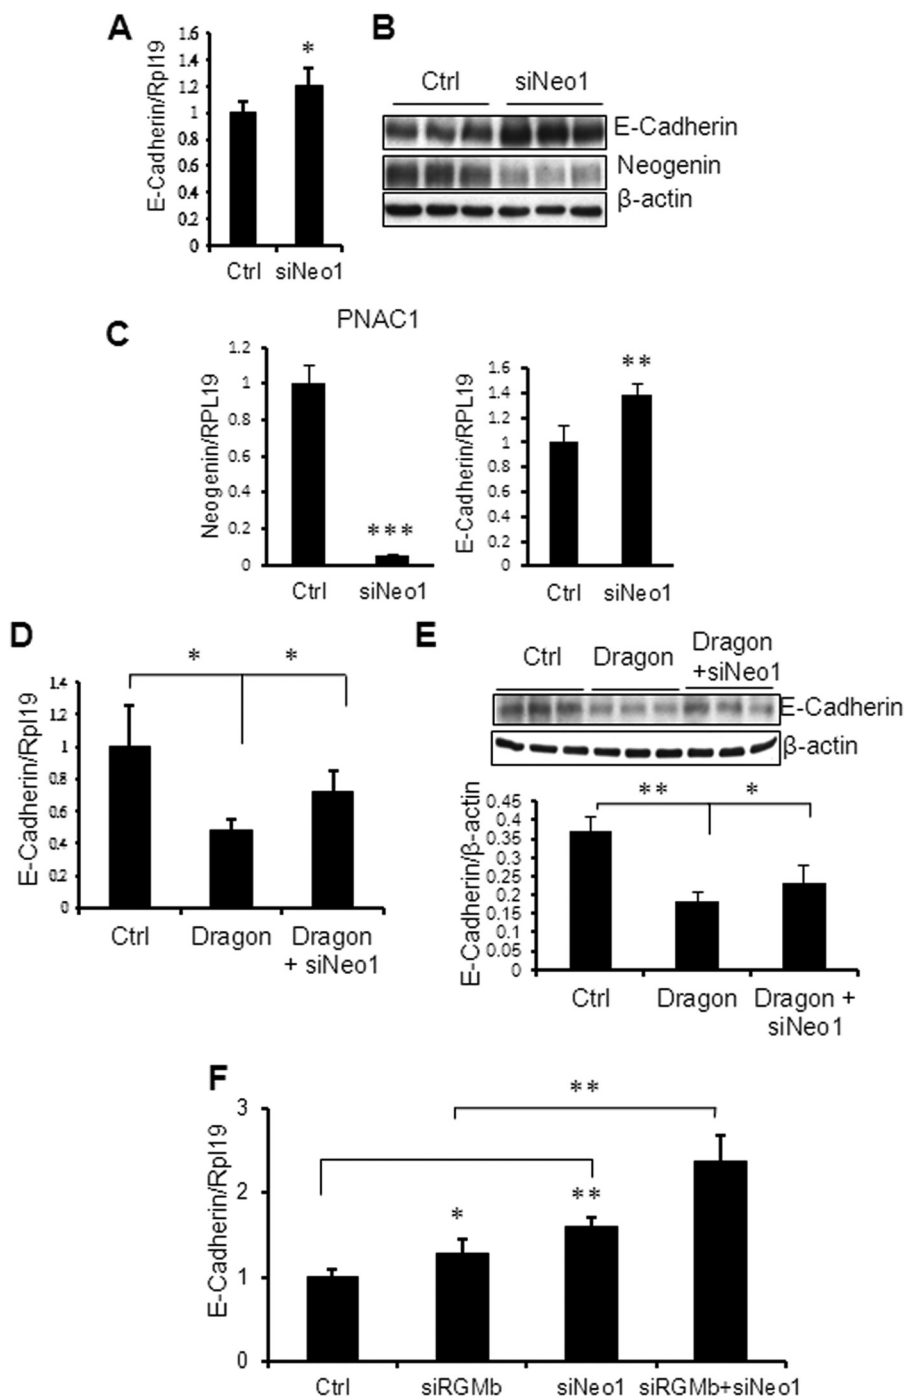 A
E-Cadherin/Rpl19
1.6
1.4
1.2
1
0.8
0.6
0.4
0.2
0
*
Ctrl siNeo1
B
Ctrl siNeo1
E-Cadherin
Neogenin
β-actin
C
PNAC1
Neogenin/RPL19
1.2
1
0.8
0.6
0.4
0.2
0
***
Ctrl siNeo1
E-Cadherin/RPL19
1.6
1.4
1.2
1
0.8
0.6
0.4
0.2
0
**
Ctrl siNeo1
D
E-Cadherin/Rpl19
1.4
1.2
1
0.8
0.6
0.4
0.2
0
* *
Ctrl Dragon Dragon
+ siNeo1
E
Ctrl Dragon Dragon
+siNeo1
E-Cadherin
β-actin
E-Cadherin/β-actin
0.45
0.4
0.35
0.3
0.25
0.2
0.15
0.1
0.05
0
** *
Ctrl Dragon Dragon +
siNeo1
F
E-Cadherin/Rpl19
3
2
1
0
**
*
**
Ctrl siRGMb siNeo1 siRGMb+siNeo1